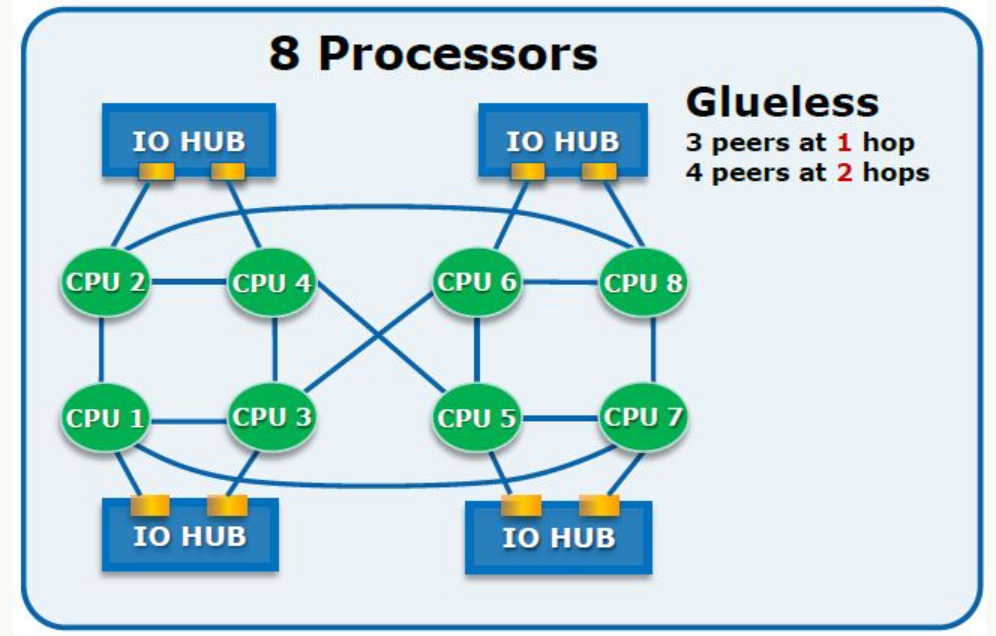 8 Processors
Glueless
3 peers at 1 hop
4 peers at 2 hops
IO HUB
IO HUB
CPU 2
CPU 4
CPU 6
CPU 8
CPU 1
CPU 3
CPU 5
CPU 7
IO HUB
IO HUB